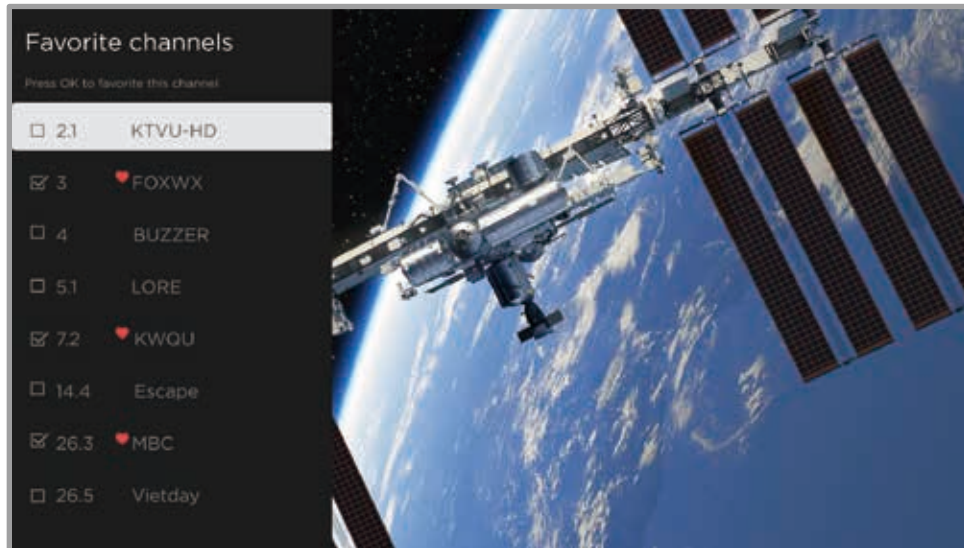 Favorite channels
Press OK to favorite this channel
2.1 KTVU-HD
3 FOXWX
4 BUZZER
5.1 LORE
7.2 KWQU
14.4 Escape
26.3 MBC
26.5 Vietday